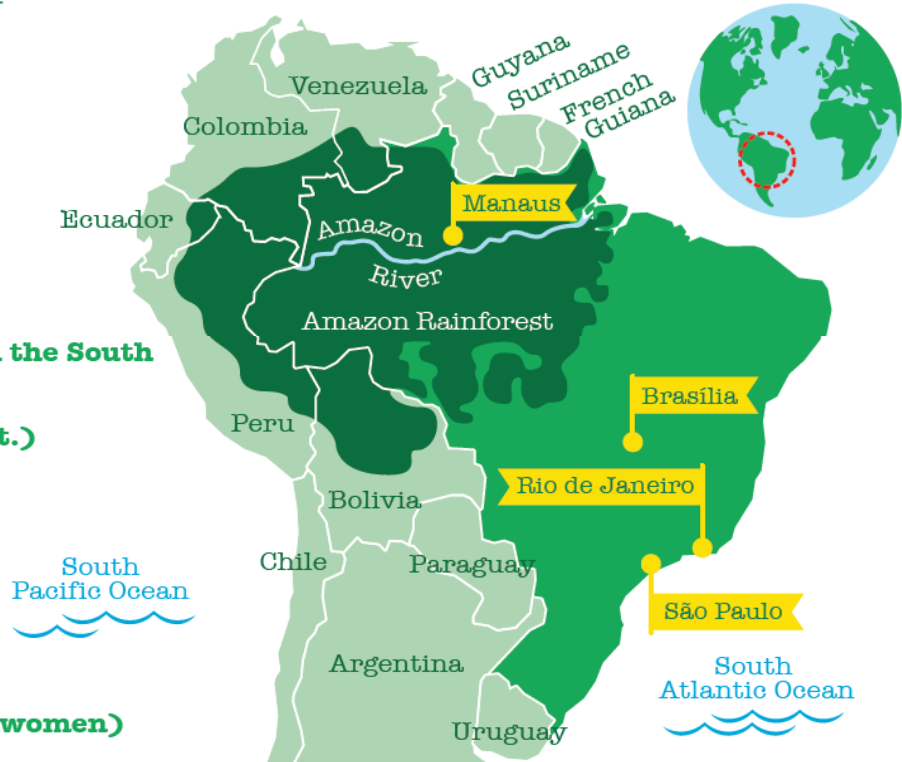 Guyana
Suriname
French
Guiana
Venezuela
Colombia
Manaus
Ecuador
Amazon
River
Amazon Rainforest
the South
Brasília
Peru
t.)
Rio de Janeiro
Bolivia
South
Pacific Ocean
Chile
Paraguay
São Paulo
Argentina
South
Atlantic Ocean
women)
Uruguay